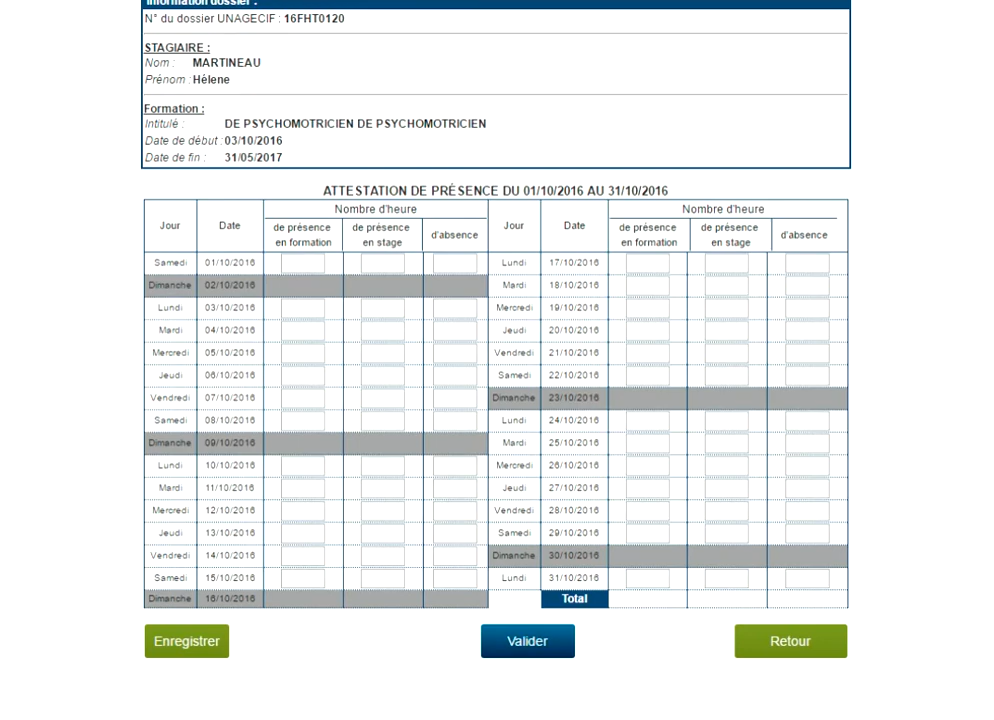 Information dossier :
N° du dossier UNAGECIF : 16FHT0120
STAGIAIRE :
Nom : MARTINEAU
Prénom : Hélene
Formation :
Intitulé : DE PSYCHOMOTRICIEN DE PSYCHOMOTRICIEN
Date de début : 03/10/2016
Date de fin : 31/05/2017
ATTESTATION DE PRÉSENCE DU 01/10/2016 AU 31/10/2016
Jour Date Nombre d'heure Jour Date Nombre d'heure
de présence en formation de présence en stage d'absence de présence en formation de présence en stage d'absence
Samedi 01/10/2016 Lundi 17/10/2016
Dimanche 02/10/2016 Mardi 18/10/2016
Lundi 03/10/2016 Mercredi 19/10/2016
Mardi 04/10/2016 Jeudi 20/10/2016
Mercredi 05/10/2016 Vendredi 21/10/2016
Jeudi 06/10/2016 Samedi 22/10/2016
Vendredi 07/10/2016 Dimanche 23/10/2016
Samedi 08/10/2016 Lundi 24/10/2016
Dimanche 09/10/2016 Mardi 25/10/2016
Lundi 10/10/2016 Mercredi 26/10/2016
Mardi 11/10/2016 Jeudi 27/10/2016
Mercredi 12/10/2016 Vendredi 28/10/2016
Jeudi 13/10/2016 Samedi 29/10/2016
Vendredi 14/10/2016 Dimanche 30/10/2016
Samedi 15/10/2016 Lundi 31/10/2016
Dimanche 16/10/2016 Total
Enregistrer Valider Retour